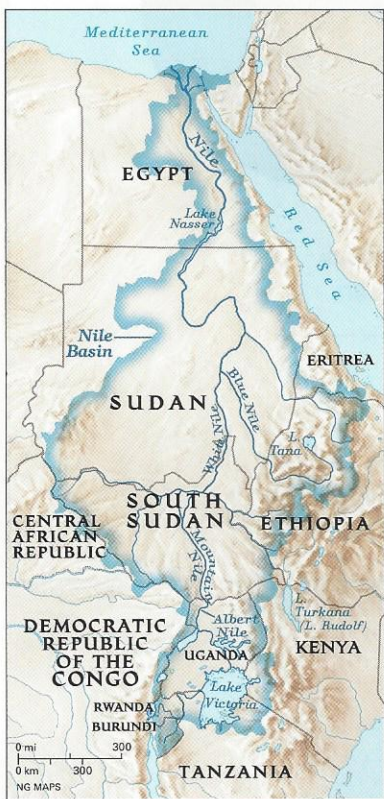 Mediterranean
Sea
Nile
EGYPT
Lake
Nasser
Red Sea
Nile
Basin
ERITREA
SUDAN
Blue Nile
White Nile
L.
Tana
SOUTH
SUDAN
CENTRAL
AFRICAN
REPUBLIC
ETHIOPIA
Mountain
Nile
L.
Turkana
(L. Rudolf)
DEMOCRATIC
REPUBLIC
OF THE
CONGO
Albert
Nile
UGANDA
KENYA
Lake
Victoria
RWANDA
BURUNDI
0 mi 300
0 km 300
NG MAPS
TANZANIA